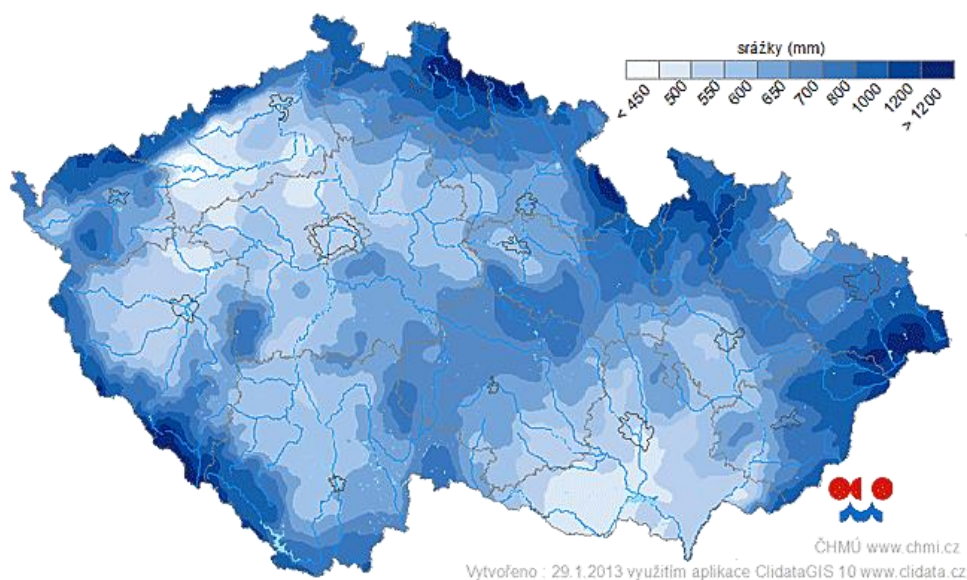 srážky (mm)
< 450 500 550 600 650 700 800 1000 1200 > 1200
ČHMÚ www.chmi.cz
Vytvořeno : 29.1.2013 využitím aplikace ClidataGIS 10 www.clidata.cz